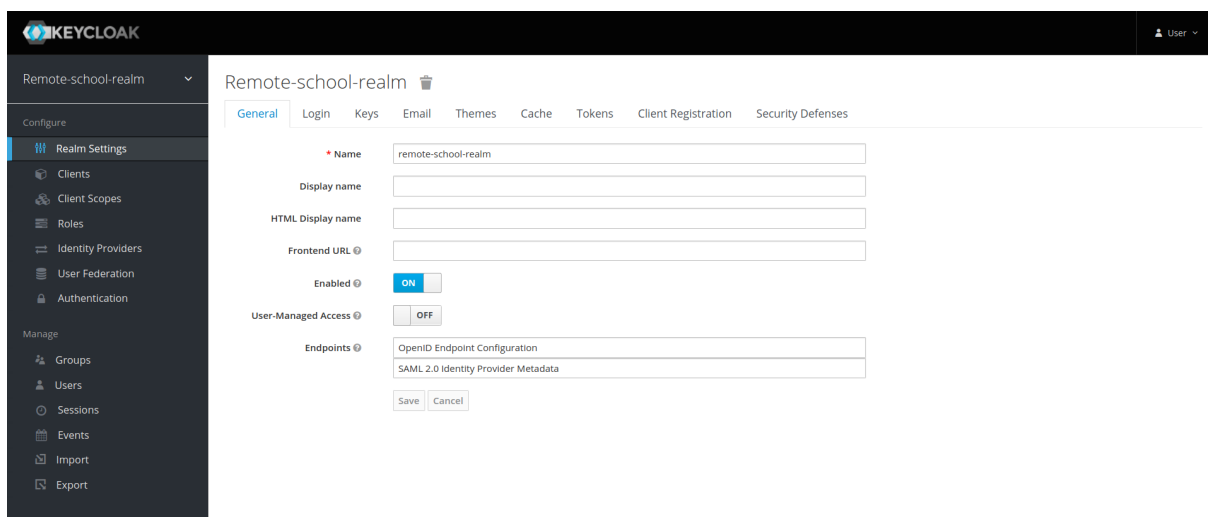 KEYCLOAK
User
Remote-school-realm
Configure
Realm Settings
Clients
Client Scopes
Roles
Identity Providers
User Federation
Authentication
Manage
Groups
Users
Sessions
Events
Import
Export
Remote-school-realm
General Login Keys Email Themes Cache Tokens Client Registration Security Defenses
* Name remote-school-realm
Display name
HTML Display name
Frontend URL
Enabled ON
User-Managed Access OFF
Endpoints OpenID Endpoint Configuration
SAML 2.0 Identity Provider Metadata
Save Cancel